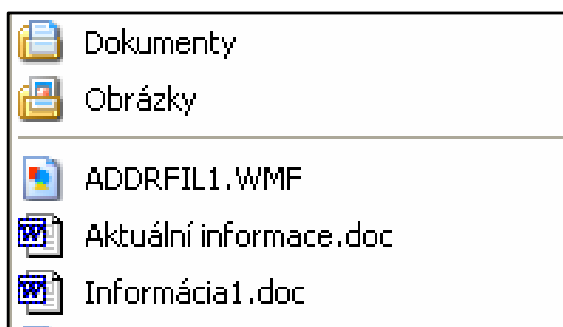 Dokumenty
Obrázky
ADDRFIL1.WMF
Aktuální informace.doc
Informácia1.doc